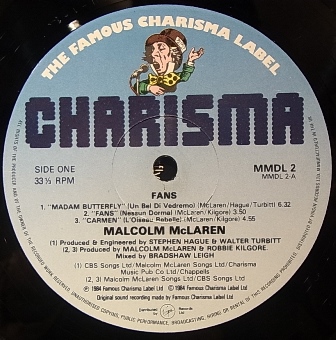 THE FAMOUS CHARISMA LABEL
CHARISMA
SIDE ONE
33⅓ RPM
MMDL 2
MMDL 2-A
FANS
1. "MADAM BUTTERFLY" (Un Bel Di Vedremo) (McLaren/Hague/Turbitt) 6.32
2. "FANS" (Nessun Dorma) (McLaren/Kilgore) 3.50
3. "CARMEN" (L'Oiseau Rebelle) (McLaren/Kilgore) 4.55
MALCOLM McLAREN
(1) Produced & Engineered by STEPHEN HAGUE & WALTER TURBITT
(2, 3) Produced by MALCOLM McLAREN & ROBBIE KILGORE
Mixed by BRADSHAW LEIGH
(1) CBS Songs Ltd/Malcolm McLaren Songs Ltd/Charisma
Music Pub Co Ltd/Chappells
(2, 3) Malcolm McLaren Songs Ltd/CBS Songs Ltd
℗ 1984 Famous Charisma Label Ltd © 1984 Famous Charisma Label Ltd
Original sound recording made by Famous Charisma Label Ltd